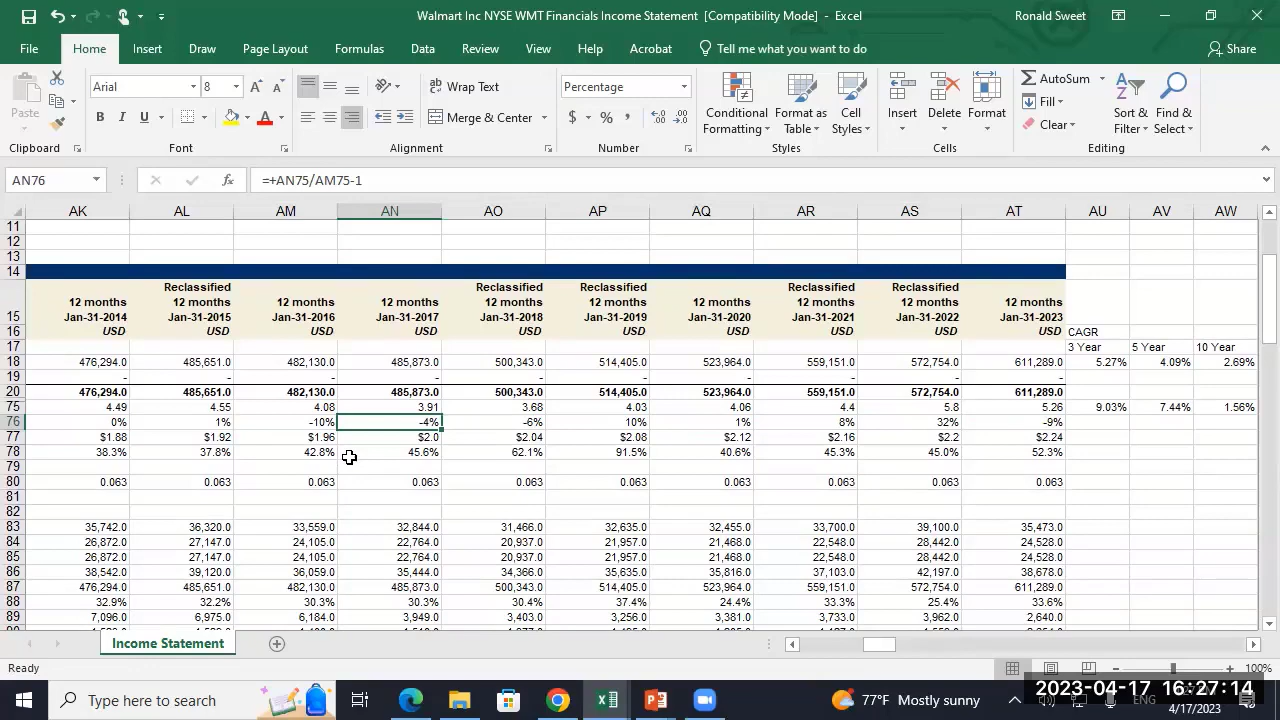 Walmart Inc NYSE WMT Financials Income Statement [Compatibility Mode] - Excel
Ronald Sweet
File Home Insert Draw Page Layout Formulas Data Review View Help Acrobat Tell me what you want to do Share
Paste
Arial 8
B I U
Wrap Text
Merge & Center
Percentage
$ % ,
Conditional Formatting
Format as Table
Cell Styles
Insert Delete Format
AutoSum
Fill
Clear
Sort & Filter
Find & Select
Clipboard Font Alignment Number Styles Cells Editing
AN76 fx =+AN75/AM75-1
AK AL AM AN AO AP AQ AR AS AT AU AV AW
11
12
13
14
Reclassified Reclassified Reclassified Reclassified Reclassified
12 months 12 months 12 months 12 months 12 months 12 months 12 months 12 months 12 months 12 months
15 Jan-31-2014 Jan-31-2015 Jan-31-2016 Jan-31-2017 Jan-31-2018 Jan-31-2019 Jan-31-2020 Jan-31-2021 Jan-31-2022 Jan-31-2023
16 USD USD USD USD USD USD USD USD USD USD CAGR
17 3 Year 5 Year 10 Year
18 476,294.0 485,651.0 482,130.0 485,873.0 500,343.0 514,405.0 523,964.0 559,151.0 572,754.0 611,289.0 5.27% 4.09% 2.69%
19 - - - - - - - - - -
20 476,294.0 485,651.0 482,130.0 485,873.0 500,343.0 514,405.0 523,964.0 559,151.0 572,754.0 611,289.0
75 4.49 4.55 4.08 3.91 3.68 4.03 4.06 4.4 5.8 5.26 9.03% 7.44% 1.56%
76 0% 1% -10% -4% -6% 10% 1% 8% 32% -9%
77 $1.88 $1.92 $1.96 $2.0 $2.04 $2.08 $2.12 $2.16 $2.2 $2.24
78 38.3% 37.8% 42.8% 45.6% 62.1% 91.5% 40.6% 45.3% 45.0% 52.3%
79
80 0.063 0.063 0.063 0.063 0.063 0.063 0.063 0.063 0.063 0.063
81
82
83 35,742.0 36,320.0 33,559.0 32,844.0 31,466.0 32,635.0 32,455.0 33,700.0 39,100.0 35,473.0
84 26,872.0 27,147.0 24,105.0 22,764.0 20,937.0 21,957.0 21,468.0 22,548.0 28,442.0 24,528.0
85 26,872.0 27,147.0 24,105.0 22,764.0 20,937.0 21,957.0 21,468.0 22,548.0 28,442.0 24,528.0
86 38,542.0 39,120.0 36,059.0 35,444.0 34,366.0 35,635.0 35,816.0 37,103.0 42,197.0 38,678.0
87 476,294.0 485,651.0 482,130.0 485,873.0 500,343.0 514,405.0 523,964.0 559,151.0 572,754.0 611,289.0
88 32.9% 32.2% 30.3% 30.3% 30.4% 37.4% 24.4% 33.3% 25.4% 33.6%
89 7,096.0 6,975.0 6,184.0 3,949.0 3,403.0 3,256.0 3,381.0 3,733.0 3,962.0 2,640.0
Income Statement
Ready
100%
Type here to search
77°F Mostly sunny
ENG
2023-04-17 16:27:14
4/17/2023